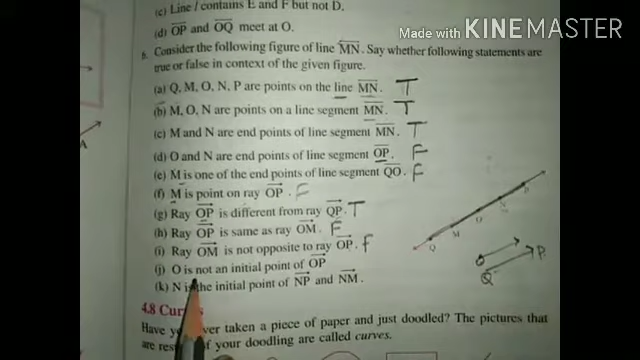 (c) Line l contains E and F but not D.
(d) OP and OQ meet at O.
Made with KINEMASTER
6. Consider the following figure of line MN. Say whether following statements are
true or false in context of the given figure.
(a) Q, M, O, N, P are points on the line MN. T
(b) M, O, N are points on a line segment MN. T
(c) M and N are end points of line segment MN. T
(d) O and N are end points of line segment OP. F
(e) M is one of the end points of line segment QO. F
(f) M is point on ray OP. F
(g) Ray OP is different from ray QP. T
(h) Ray OP is same as ray OM. F
(i) Ray OM is not opposite to ray OP. F
(j) O is not an initial point of OP
(k) N is the initial point of NP and NM.
A
Q M O N P
O P
Q
4.8 Curves
Have you ever taken a piece of paper and just doodled? The pictures that
are of your doodling are called curves.